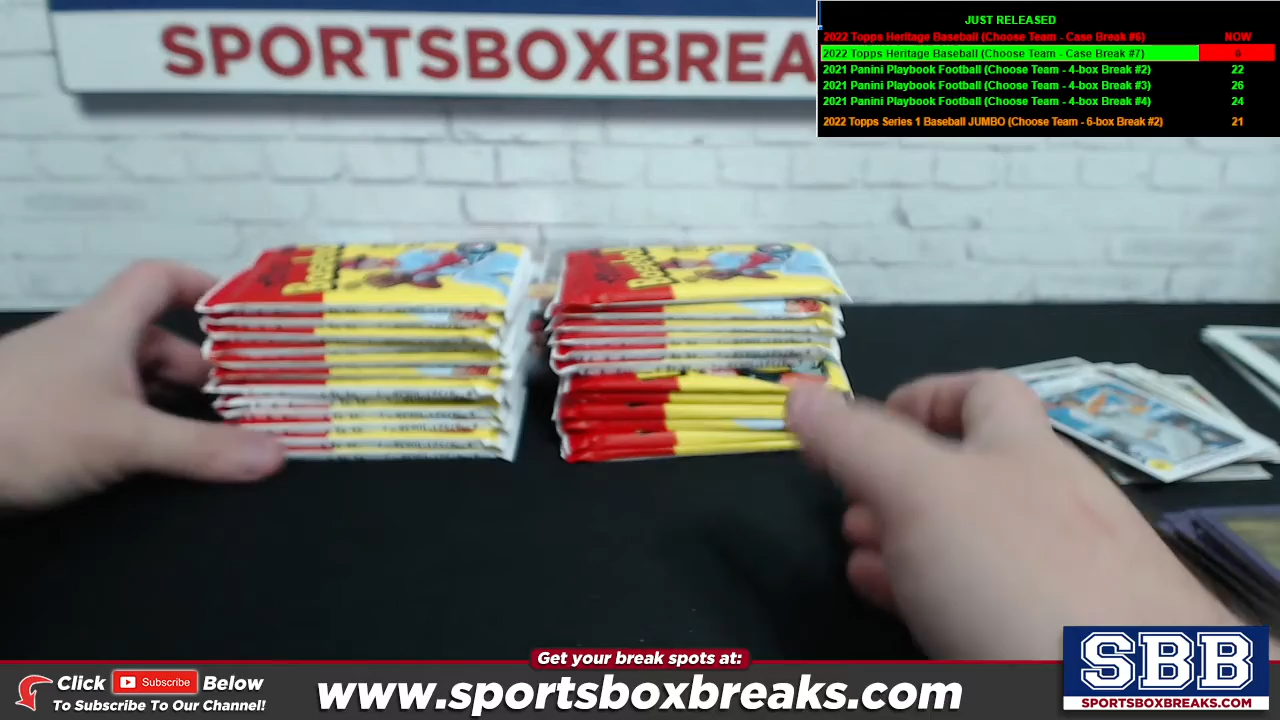 SPORTSBOXBREA
JUST RELEASED
2022 Topps Heritage Baseball (Choose Team - Case Break #6) NOW
2022 Topps Heritage Baseball (Choose Team - Case Break #7)
2021 Panini Playbook Football (Choose Team - 4-box Break #2) 22
2021 Panini Playbook Football (Choose Team - 4-box Break #3) 26
2021 Panini Playbook Football (Choose Team - 4-box Break #4) 24
2022 Topps Series 1 Baseball JUMBO (Choose Team - 6-box Break #2) 21
Get your break spots at:
Click Subscribe Below
To Subscribe To Our Channel!
www.sportsboxbreaks.com
SBB
SPORTSBOXBREAKS.COM